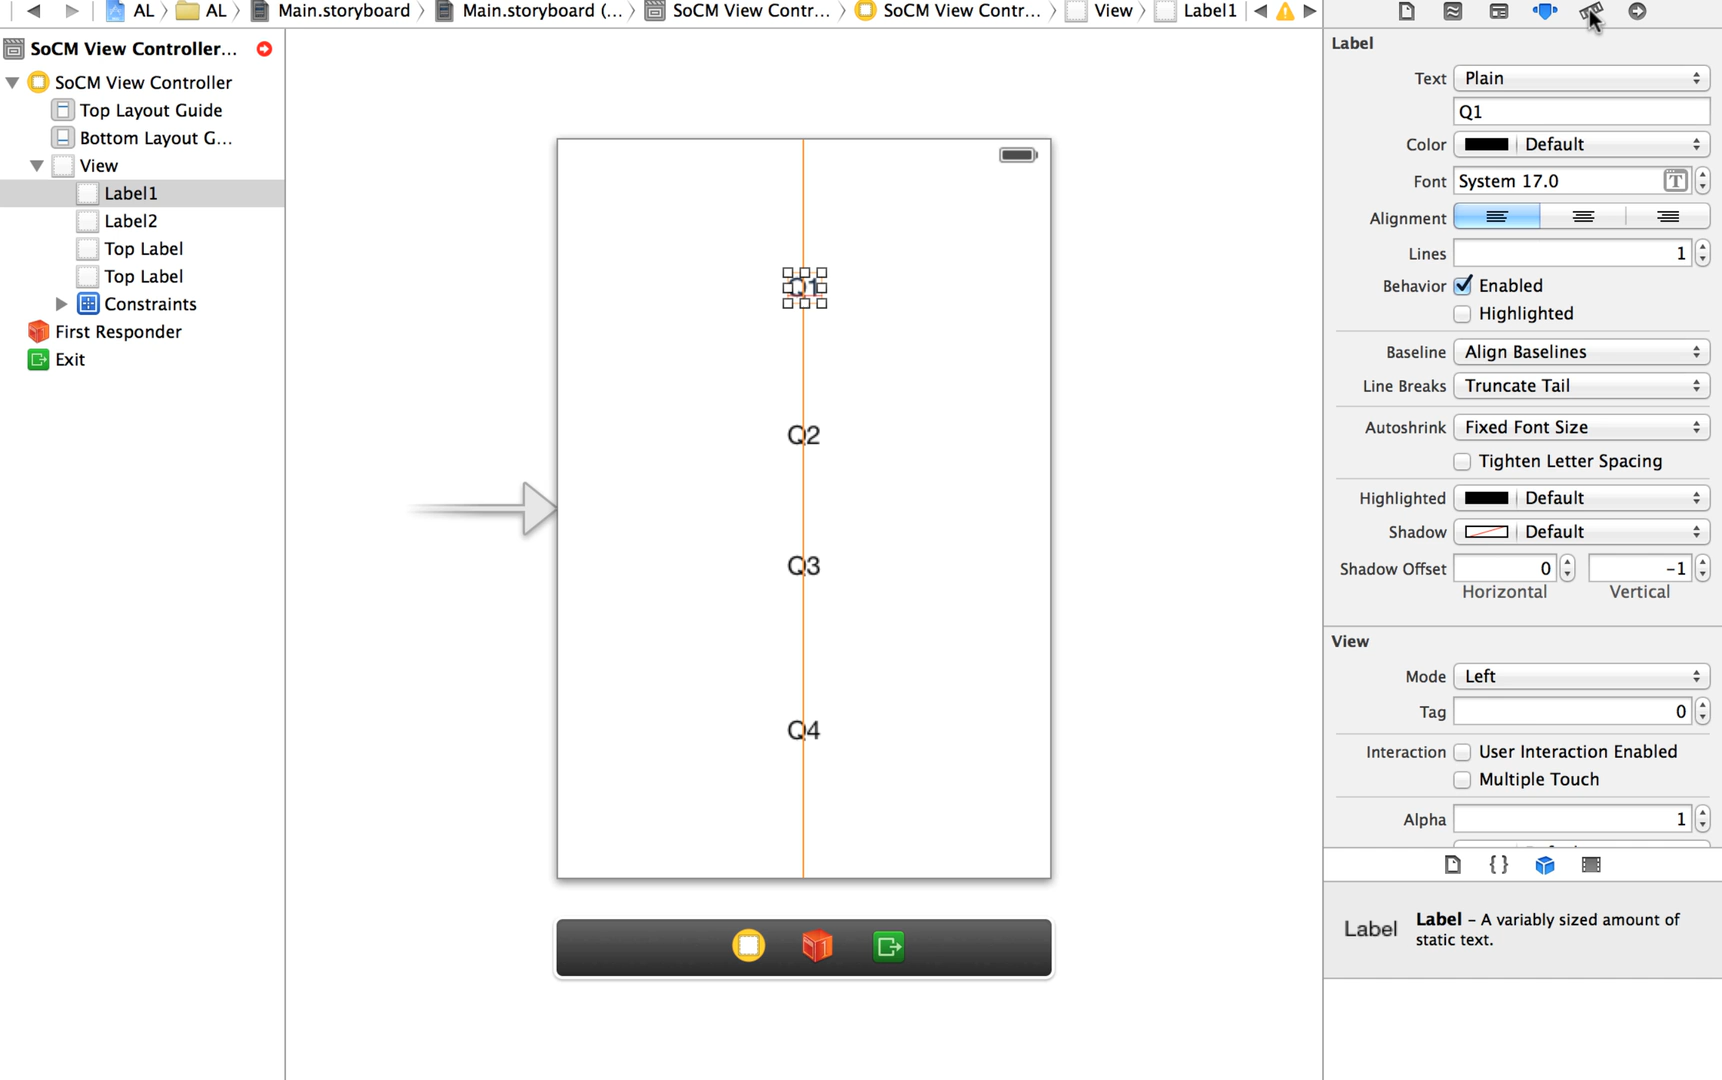 AL
AL
Main.storyboard
Main.storyboard (...
SoCM View Contr...
SoCM View Contr...
View
Label1
SoCM View Controller...
SoCM View Controller
Top Layout Guide
Bottom Layout G...
View
Label1
Label2
Top Label
Top Label
Constraints
First Responder
Exit
Q1
Q2
Q3
Q4
Label
Text Plain
Q1
Color Default
Font System 17.0 T
Alignment
Lines 1
Behavior Enabled
Highlighted
Baseline Align Baselines
Line Breaks Truncate Tail
Autoshrink Fixed Font Size
Tighten Letter Spacing
Highlighted Default
Shadow Default
Shadow Offset 0 -1
Horizontal Vertical
View
Mode Left
Tag 0
Interaction User Interaction Enabled
Multiple Touch
Alpha 1
{ }
Label
Label – A variably sized amount of
static text.